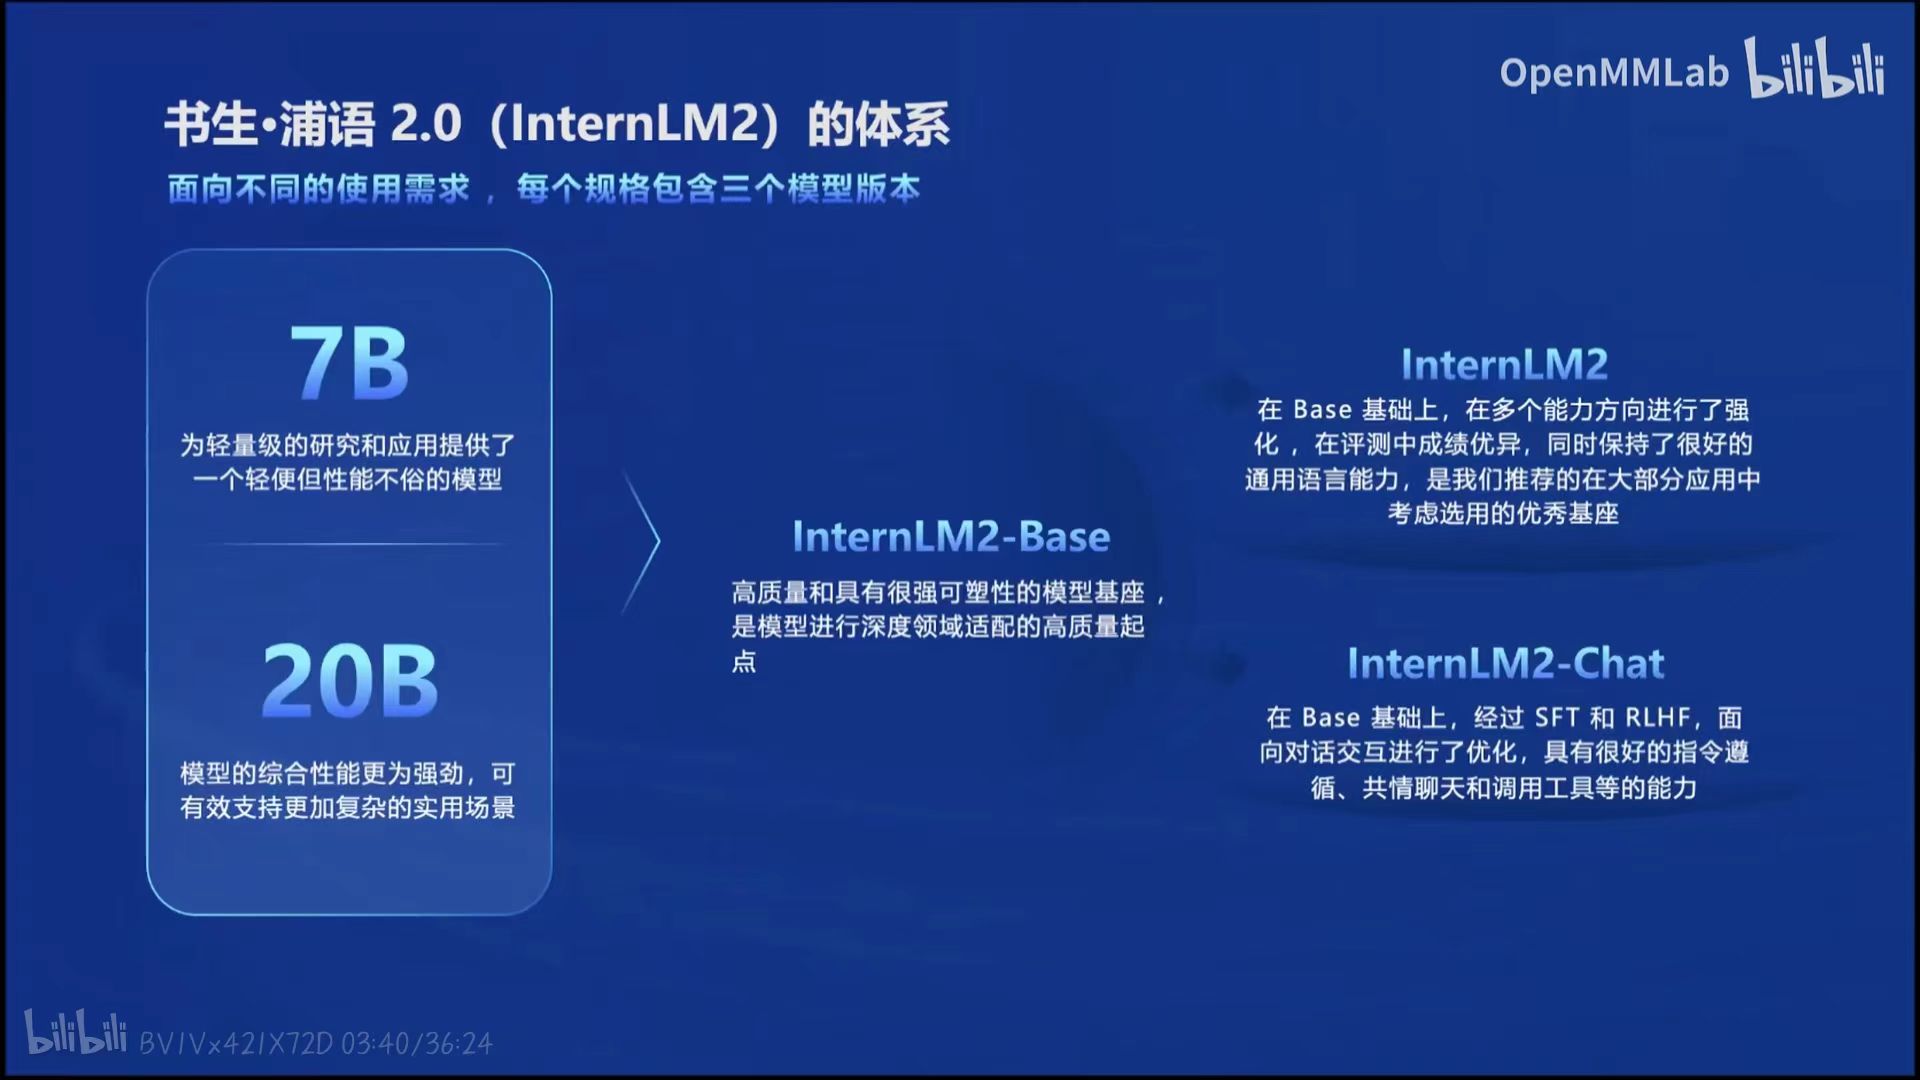 OpenMMLab bilibili
书生·浦语 2.0（InternLM2）的体系
面向不同的使用需求 ，每个规格包含三个模型版本
7B
为轻量级的研究和应用提供了
一个轻便但性能不俗的模型
20B
模型的综合性能更为强劲，可
有效支持更加复杂的实用场景
InternLM2-Base
高质量和具有很强可塑性的模型基座 ，
是模型进行深度领域适配的高质量起
点
InternLM2
在 Base 基础上，在多个能力方向进行了强
化 ，在评测中成绩优异，同时保持了很好的
通用语言能力，是我们推荐的在大部分应用中
考虑选用的优秀基座
InternLM2-Chat
在 Base 基础上，经过 SFT 和 RLHF，面
向对话交互进行了优化，具有很好的指令遵
循、共情聊天和调用工具等的能力
bilibili BV1Vx421X72D 03:40/36:24